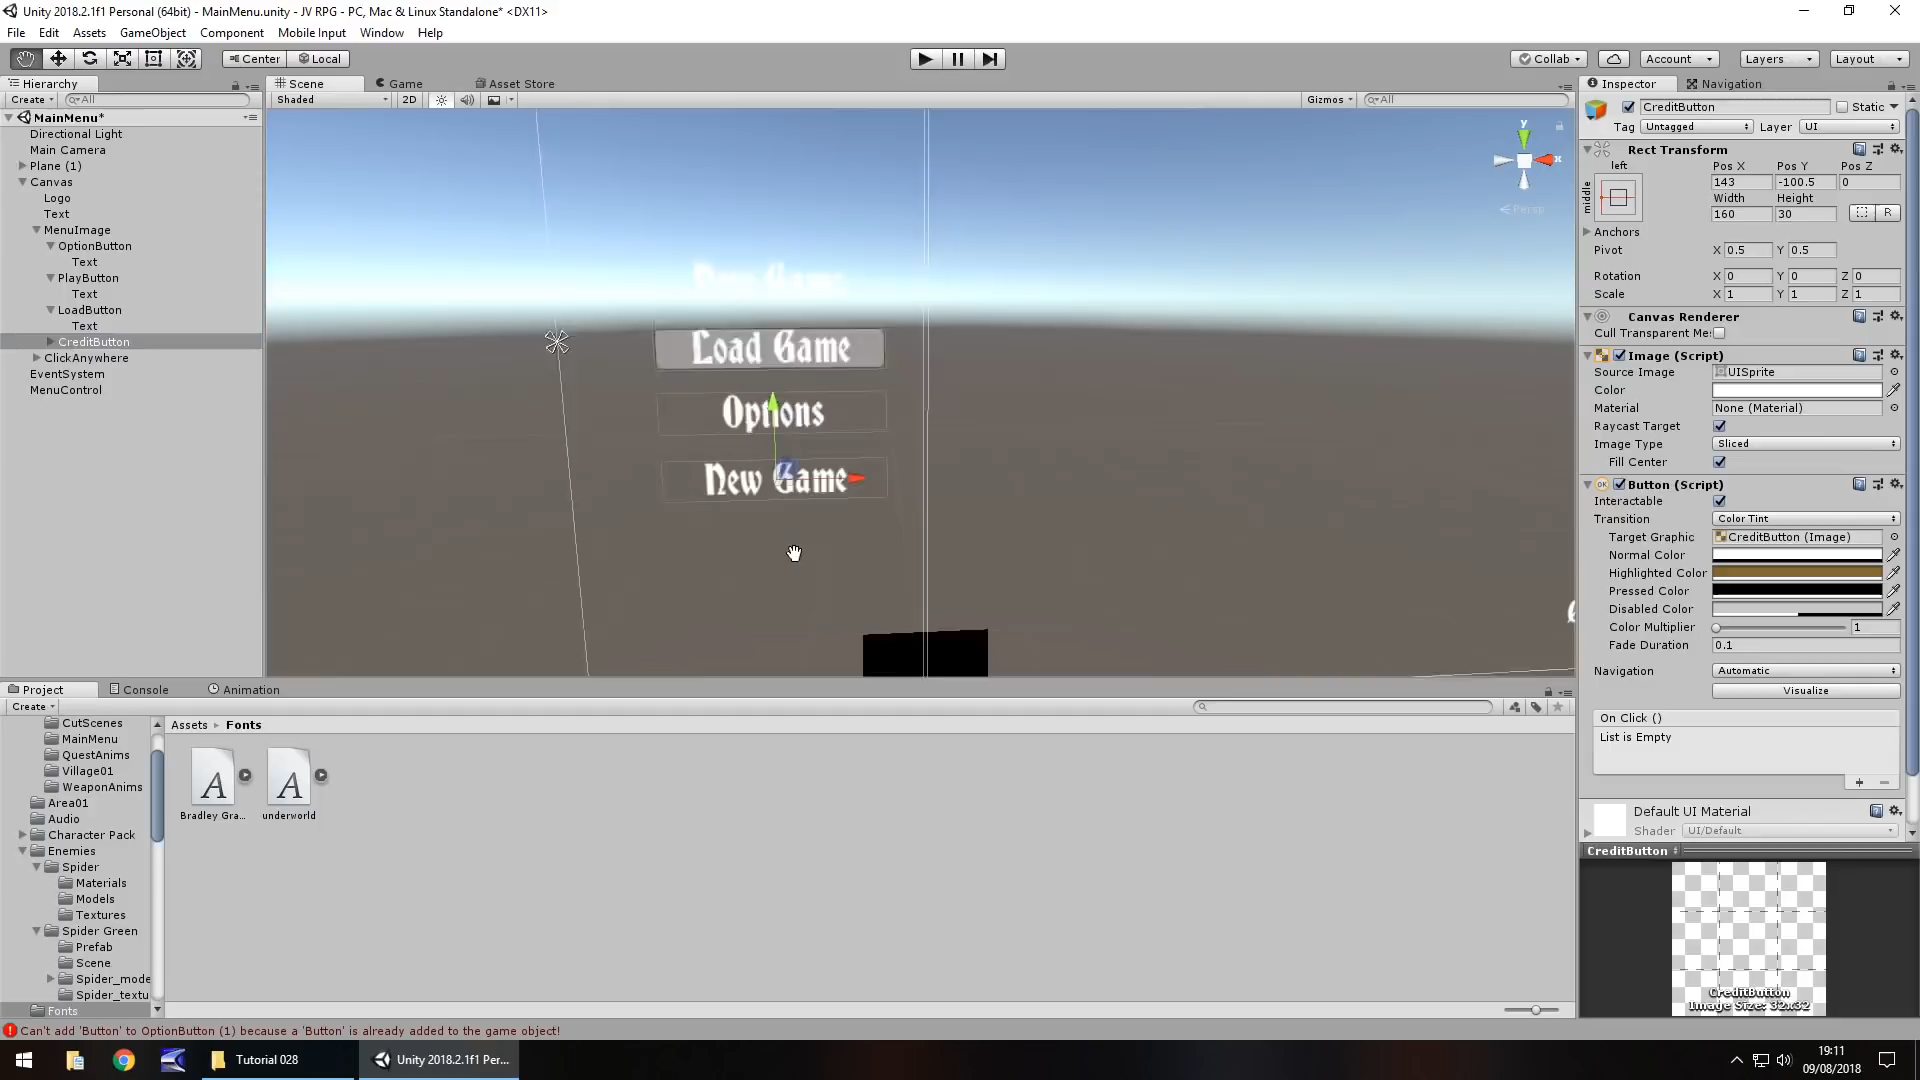 Unity 2018.2.1f1 Personal (64bit) - MainMenu.unity - JV RPG - PC, Mac & Linux Standalone* <DX11>
File Edit Assets GameObject Component Mobile Input Window Help
Center Local Collab Account Layers Layout
Hierarchy Scene Game Asset Store Inspector Navigation
Create All Shaded 2D Gizmos All
MainMenu*
Directional Light
Main Camera
Plane (1)
Canvas
Logo
Text
MenuImage
OptionButton
Text
PlayButton
Text
LoadButton
Text
CreditButton
ClickAnywhere
EventSystem
MenuControl
y
x
Persp
New Game
Load Game
Options
New Game
CreditButton Static
Tag Untagged Layer UI
Rect Transform
left Pos X Pos Y Pos Z
middle 143 -100.5 0
Width Height
160 30 R
Anchors
Pivot X 0.5 Y 0.5
Rotation X 0 Y 0 Z 0
Scale X 1 Y 1 Z 1
Canvas Renderer
Cull Transparent Me:
Image (Script)
Source Image UISprite
Color
Material None (Material)
Raycast Target
Image Type Sliced
Fill Center
OK Button (Script)
Interactable
Transition Color Tint
Target Graphic CreditButton (Image)
Normal Color
Highlighted Color
Pressed Color
Disabled Color
Color Multiplier 1
Fade Duration 0.1
Navigation Automatic
Visualize
On Click ()
List is Empty
Default UI Material
Shader UI/Default
CreditButton
CreditButton
Image Size: 32x32
Project Console Animation
Create
CutScenes
MainMenu
QuestAnims
Village01
WeaponAnims
Area01
Audio
Character Pack
Enemies
Spider
Materials
Models
Textures
Spider Green
Prefab
Scene
Spider_mode
Spider_textu
Fonts
Assets Fonts
A A
Bradley Gra... underworld
Can't add 'Button' to OptionButton (1) because a 'Button' is already added to the game object!
Tutorial 028 Unity 2018.2.1f1 Per...
19:11
09/08/2018